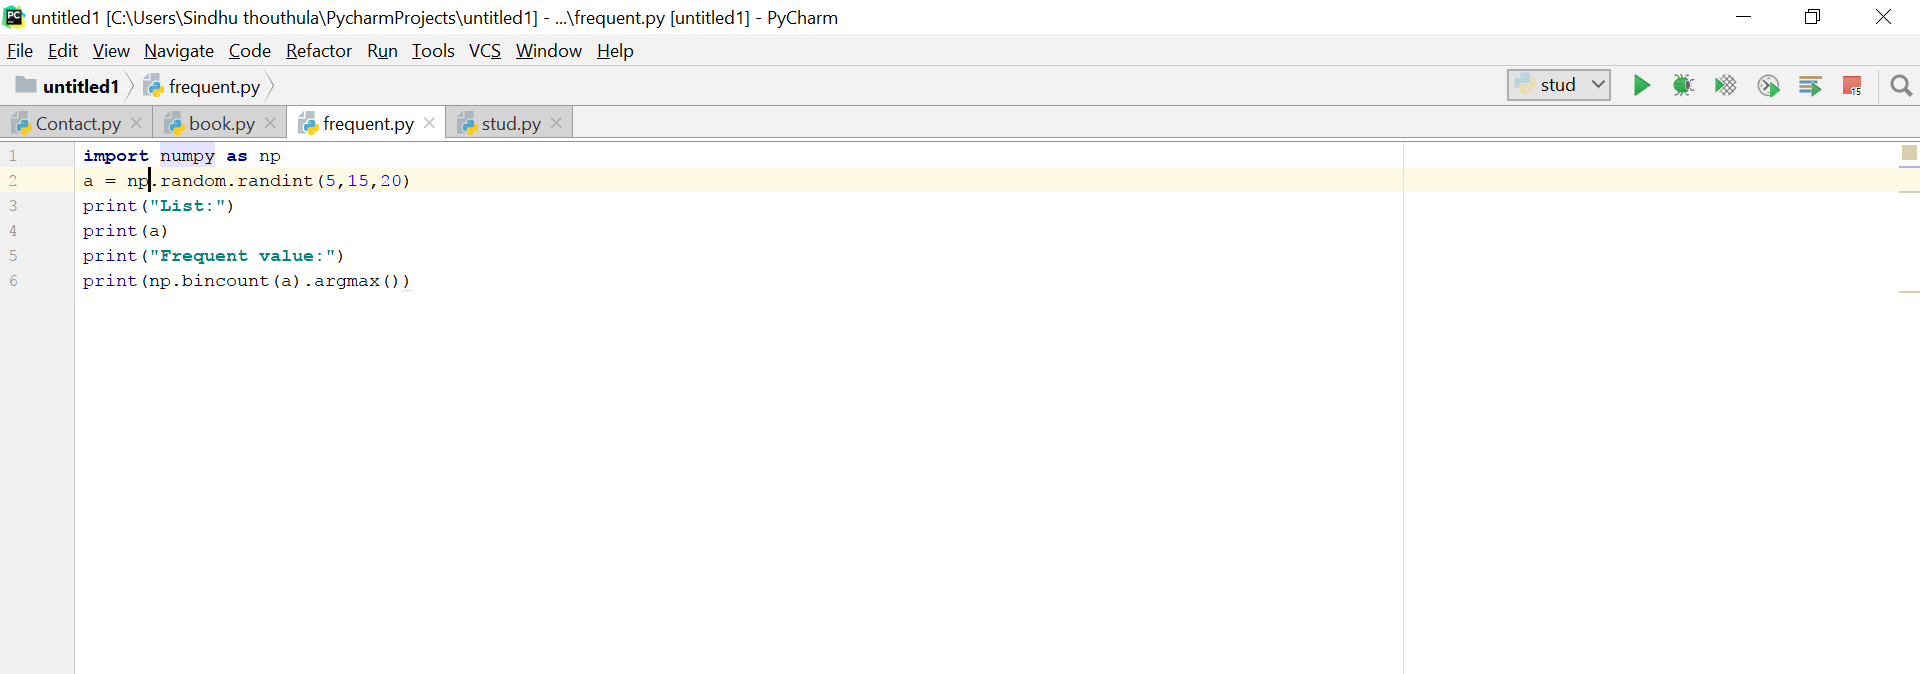 untitled1 [C:\Users\Sindhu thouthula\PycharmProjects\untitled1] - ...\frequent.py [untitled1] - PyCharm
File Edit View Navigate Code Refactor Run Tools VCS Window Help
untitled1 frequent.py stud 15
Contact.py book.py frequent.py stud.py
1 import numpy as np
2 a = np.random.randint(5,15,20)
3 print("List:")
4 print(a)
5 print("Frequent value:")
6 print(np.bincount(a).argmax())